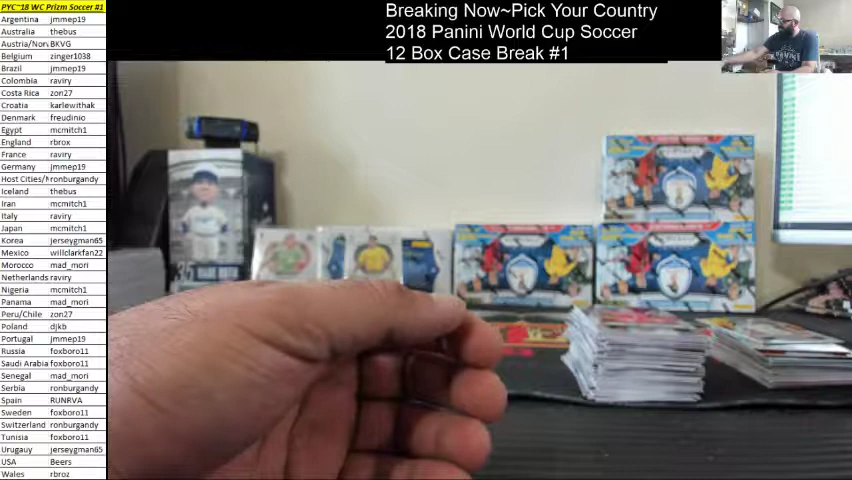 PYC~18 WC Prizm Soccer #1
Argentina jmmep19
Australia thebus
Austria/Nor BKVG
Belgium zinger1038
Brazil jmmep19
Colombia raviry
Costa Rica zon27
Croatia karlewithak
Denmark freudinio
Egypt mcmitch1
England rbrox
France raviry
Germany jmmep19
Host Cities/ ronburgandy
Iceland thebus
Iran mcmitch1
Italy raviry
Japan mcmitch1
Korea jerseygman65
Mexico willclarkfan22
Morocco mad_mori
Netherlands raviry
Nigeria mcmitch1
Panama mad_mori
Peru/Chile zon27
Poland djkb
Portugal jmmep19
Russia foxboro11
Saudi Arabia foxboro11
Senegal mad_mori
Serbia ronburgandy
Spain RUNRVA
Sweden foxboro11
Switzerland ronburgandy
Tunisia foxboro11
Urugauy jerseygman65
USA Beers
Wales rbroz
Breaking Now~Pick Your Country
2018 Panini World Cup Soccer
12 Box Case Break #1